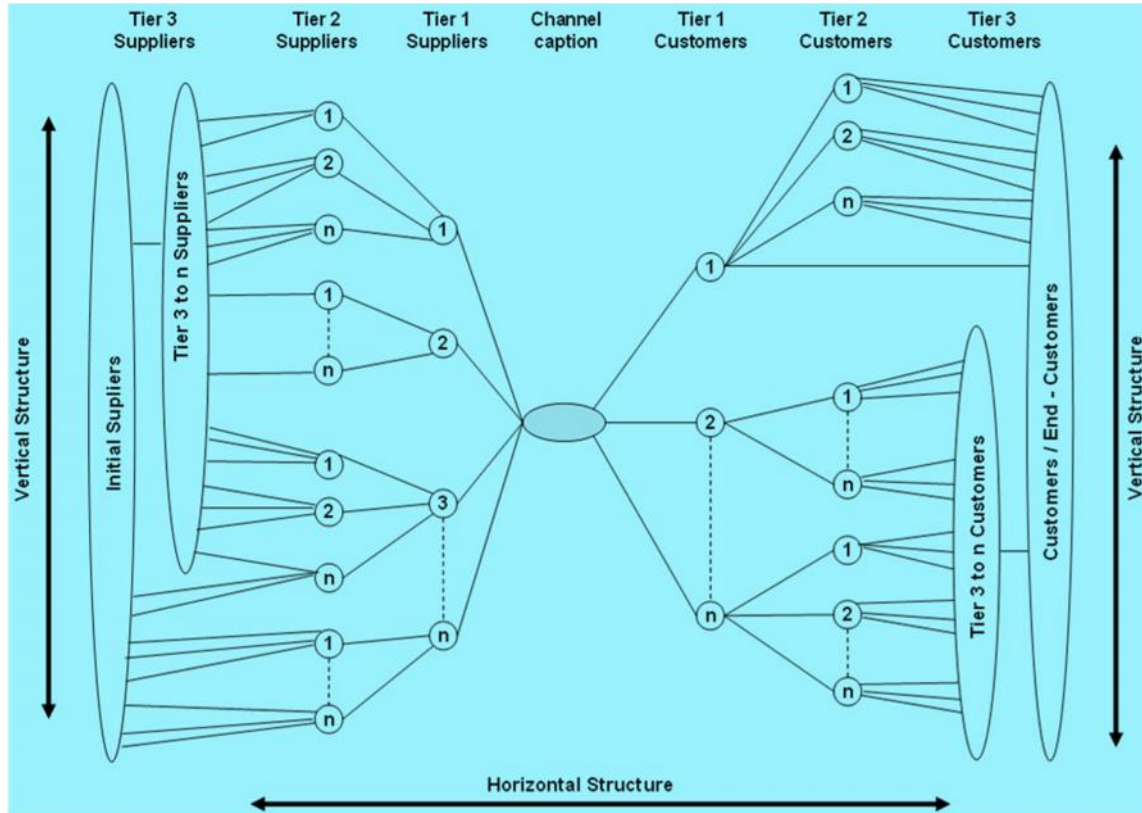 Tier 3 Suppliers
Tier 2 Suppliers
Tier 1 Suppliers
Channel caption
Tier 1 Customers
Tier 2 Customers
Tier 3 Customers
Vertical Structure
Initial Supliers
Tier 3 to n Suppliers
1
2
n
1
n
1
2
n
1
n
1
2
3
n
1
2
n
1
2
n
1
n
1
2
n
Tier 3 to n Customers
Customers / End - Customers
Vertical Structure
Horizontal Structure